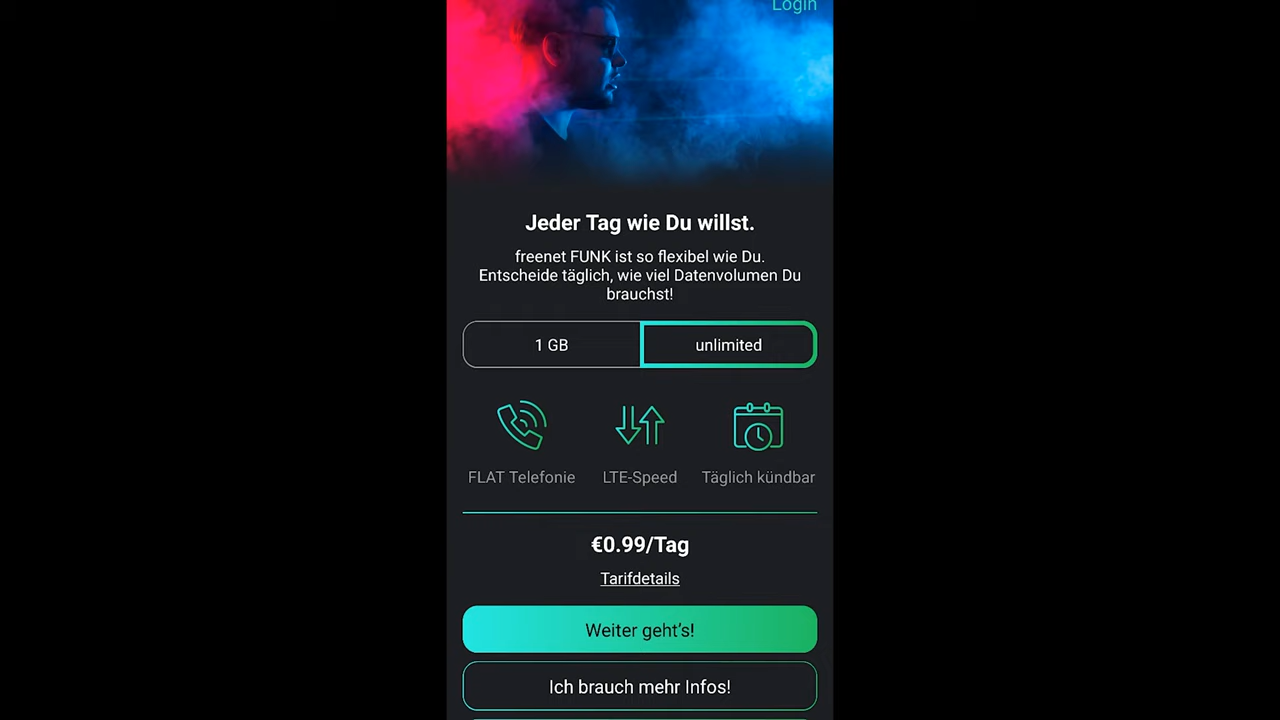 Login
Jeder Tag wie Du willst.
freenet FUNK ist so flexibel wie Du.
Entscheide täglich, wie viel Datenvolumen Du
brauchst!
1 GB
unlimited
FLAT Telefonie
LTE-Speed
Täglich kündbar
€0.99/Tag
Tarifdetails
Weiter geht's!
Ich brauch mehr Infos!